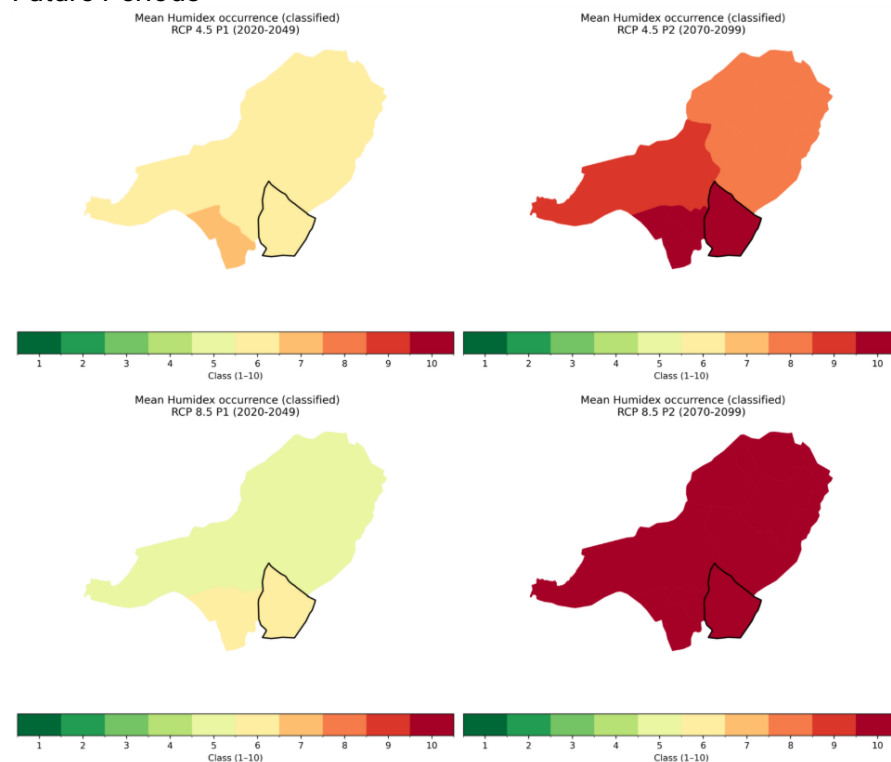 Mean Humidex occurrence (classified)
RCP 4.5 P1 (2020-2049)
Mean Humidex occurrence (classified)
RCP 4.5 P2 (2070-2099)
1 2 3 4 5 6 7 8 9 10
Class (1–10)
1 2 3 4 5 6 7 8 9 10
Class (1–10)
Mean Humidex occurrence (classified)
RCP 8.5 P1 (2020-2049)
Mean Humidex occurrence (classified)
RCP 8.5 P2 (2070-2099)
1 2 3 4 5 6 7 8 9 10
Class (1–10)
1 2 3 4 5 6 7 8 9 10
Class (1–10)